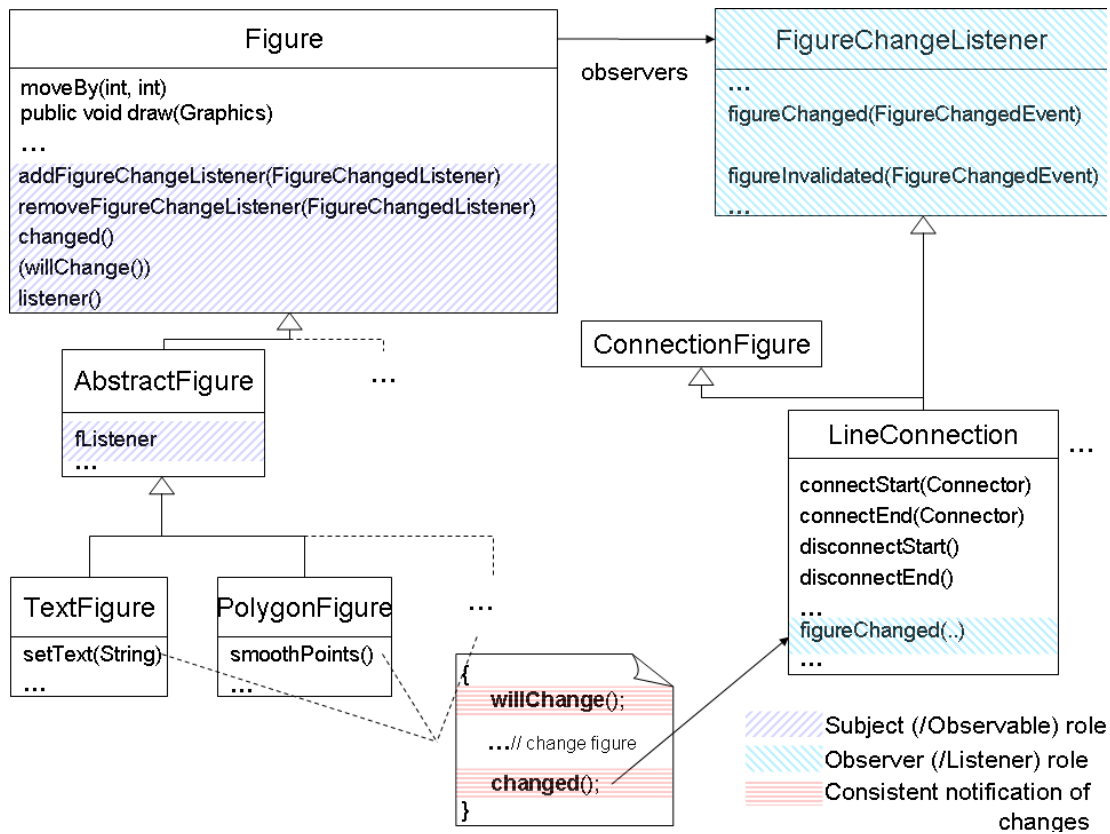 Figure
moveBy(int, int)
public void draw(Graphics)
...
addFigureChangeListener(FigureChangedListener)
removeFigureChangeListener(FigureChangedListener)
changed()
(willChange())
listener()
observers
FigureChangeListener
...
figureChanged(FigureChangedEvent)
figureInvalidated(FigureChangedEvent)
...
AbstractFigure
fListener
...
...
ConnectionFigure
LineConnection
connectStart(Connector)
connectEnd(Connector)
disconnectStart()
disconnectEnd()
...
figureChanged(..)
...
...
TextFigure
setText(String)
...
PolygonFigure
smoothPoints()
...
...
{
willChange();
...// change figure
changed();
}
Subject (/Observable) role
Observer (/Listener) role
Consistent notification of
changes